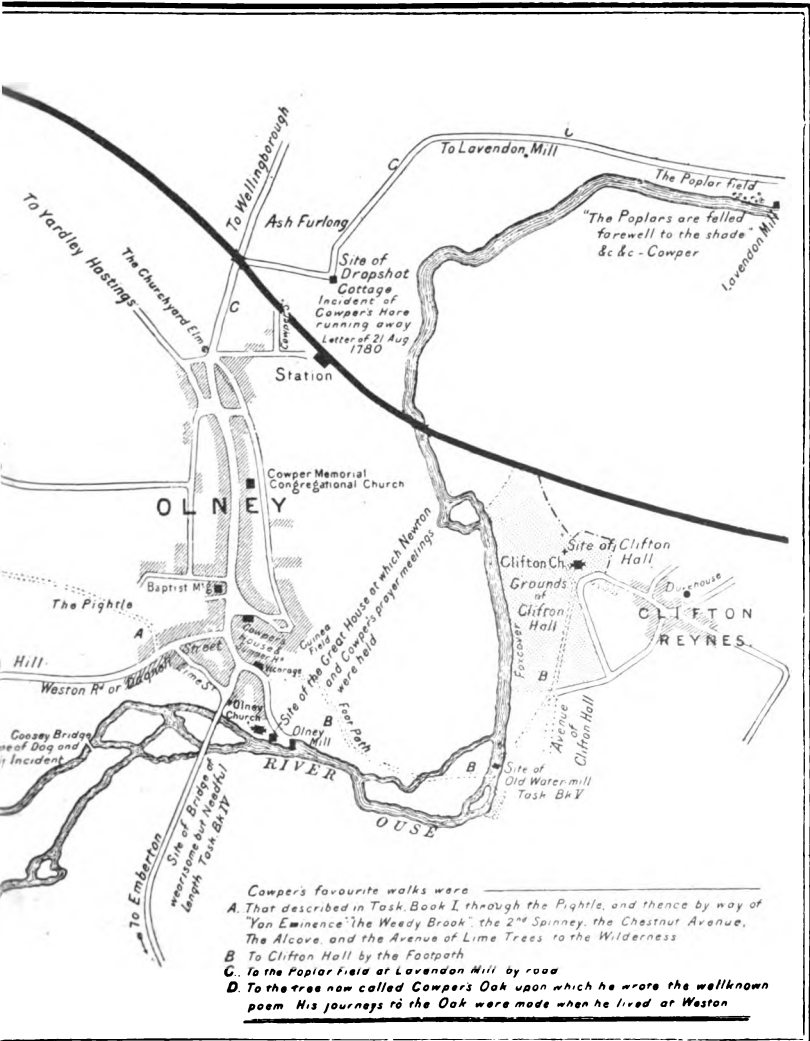 To Wellingborough
To Lavendon Mill
C
C
The Poplar field
Ash Furlong
To Yardley Hastings
The Churchyard Elm
"The Poplars are felled
farewell to the shade"
&c &c - Cowper
Lavendon Mill
Site of
Dropshot
Cottage
Incident of
Cowper's Hare
running away
Letter of 21 Aug
1780
C
Station
Cowper Memorial
Congregational Church
OLNEY
Site of the Great House at which Newton
and Cowper's prayer meetings
were held
Site of Clifton
Hall
Clifton Ch.
Grounds
of
Clifton
Hall
CLIFTON
REYNES.
Baptist Mg
The Pightle
A
Cowper's
House &
Guinea
Field
Vicarage
Street
Hill
Weston Rd or Dagnell
B
Avenue
of
Clifton Hall
Foot Path
B
Olney
Church
Olney
Mill
Goosey Bridge
of Dog and
Incident
RIVER
OUSE
B
Site of
Old Water-mill
Task Bk V
To Emberton
Site of Bridge of
wearisome but Needful
Length Task Bk IV
Cowper's favourite walks were
A. That described in Task, Book I, through the Pightle, and thence by way of
"Yon Eminence" "the Weedy Brook", the 2nd Spinney, the Chestnut Avenue,
The Alcove, and the Avenue of Lime Trees to the Wilderness
B To Clifton Hall by the Footpath
C.. To the Poplar Field at Lavendon Mill by road
D. To the tree now called Cowper's Oak upon which he wrote the wellknown
poem His journeys to the Oak were made when he lived at Weston